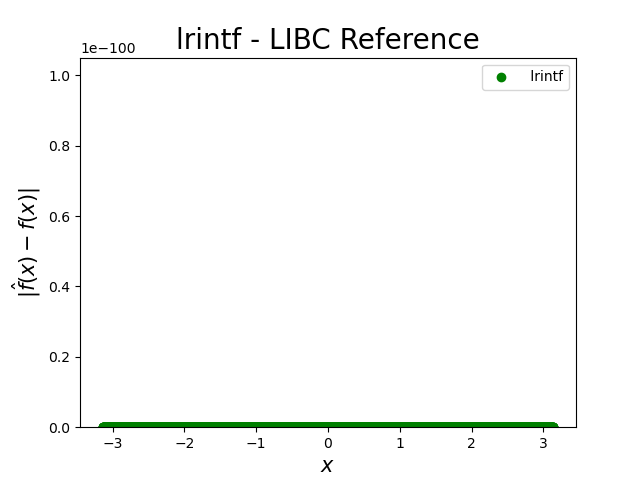 lrintf - LIBC Reference
1e−100
lrintf
1.0
0.8
0.6
0.4
0.2
0.0
|f̂(x) − f(x)|
−3 −2 −1 0 1 2 3
x